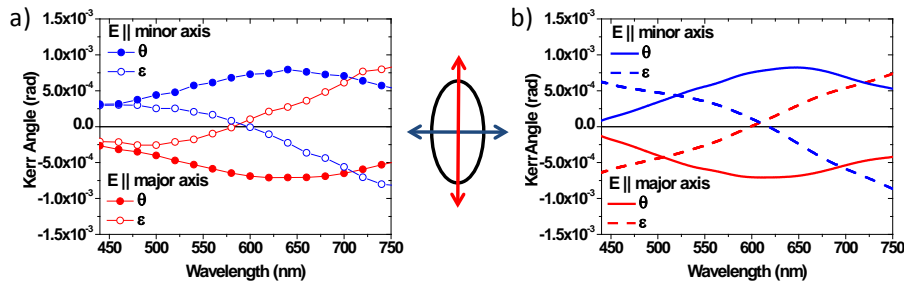 a)
Kerr Angle (rad)
1.5x10⁻³
1.0x10⁻³
5.0x10⁻⁴
0.0
-5.0x10⁻⁴
-1.0x10⁻³
-1.5x10⁻³
E || minor axis
θ
ε
E || major axis
θ
ε
450 500 550 600 650 700 750
Wavelength (nm)
b)
KerrAngle (rad)
1.5x10⁻³
1.0x10⁻³
5.0x10⁻⁴
0.0
-5.0x10⁻⁴
-1.0x10⁻³
-1.5x10⁻³
E || minor axis
θ
ε
E || major axis
θ
ε
450 500 550 600 650 700 750
Wavelength (nm)